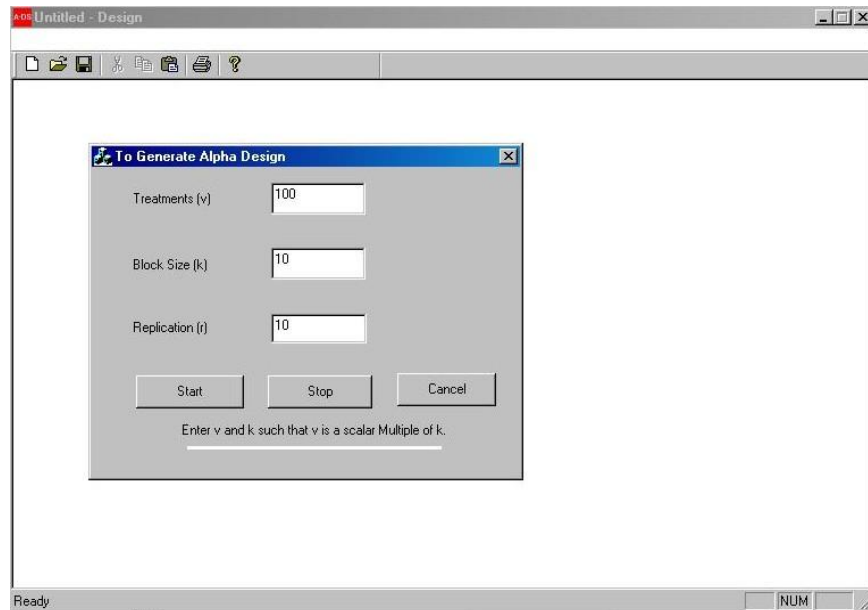 A-OS Untitled - Design
To Generate Alpha Design
Treatments (v) 100
Block Size (k) 10
Replication (r) 10
Start Stop Cancel
Enter v and k such that v is a scalar Multiple of k.
Ready NUM